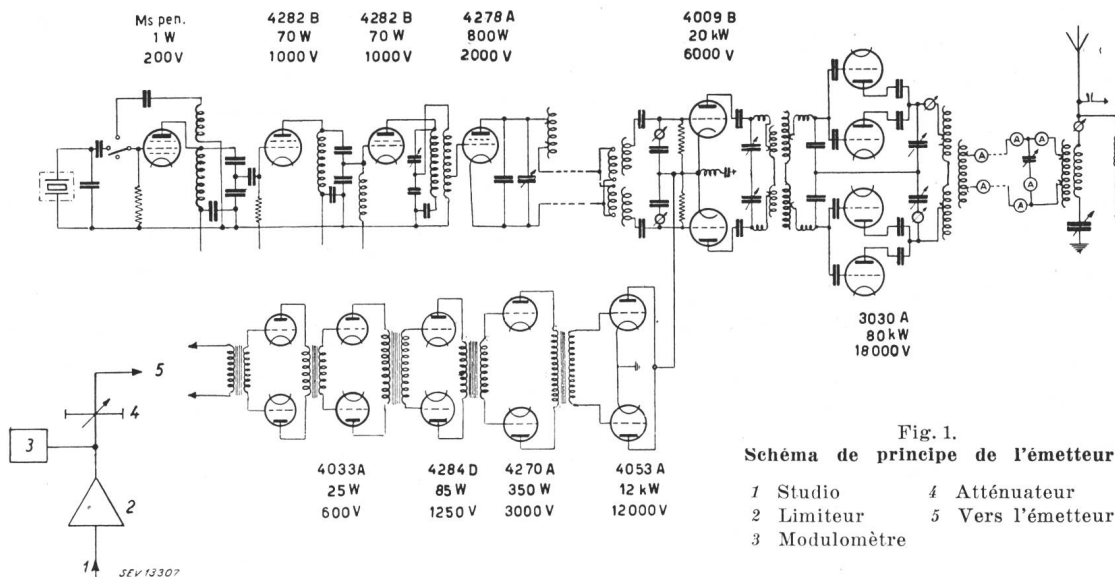 Ms pen.
1 W
200 V
4282 B
70 W
1000 V
4282 B
70 W
1000 V
4278 A
800 W
2000 V
4009 B
20 kW
6000 V
A
A
A
A
A
3030 A
80 kW
18000 V
4033 A
25 W
600 V
4284 D
85 W
1250 V
4270 A
350 W
3000 V
4053 A
12 kW
12000 V
5
4
3
2
1
SEV 13307
Fig. 1.
Schéma de principe de l'émetteur
1 Studio
2 Limiteur
3 Modulomètre
4 Atténuateur
5 Vers l'émetteur